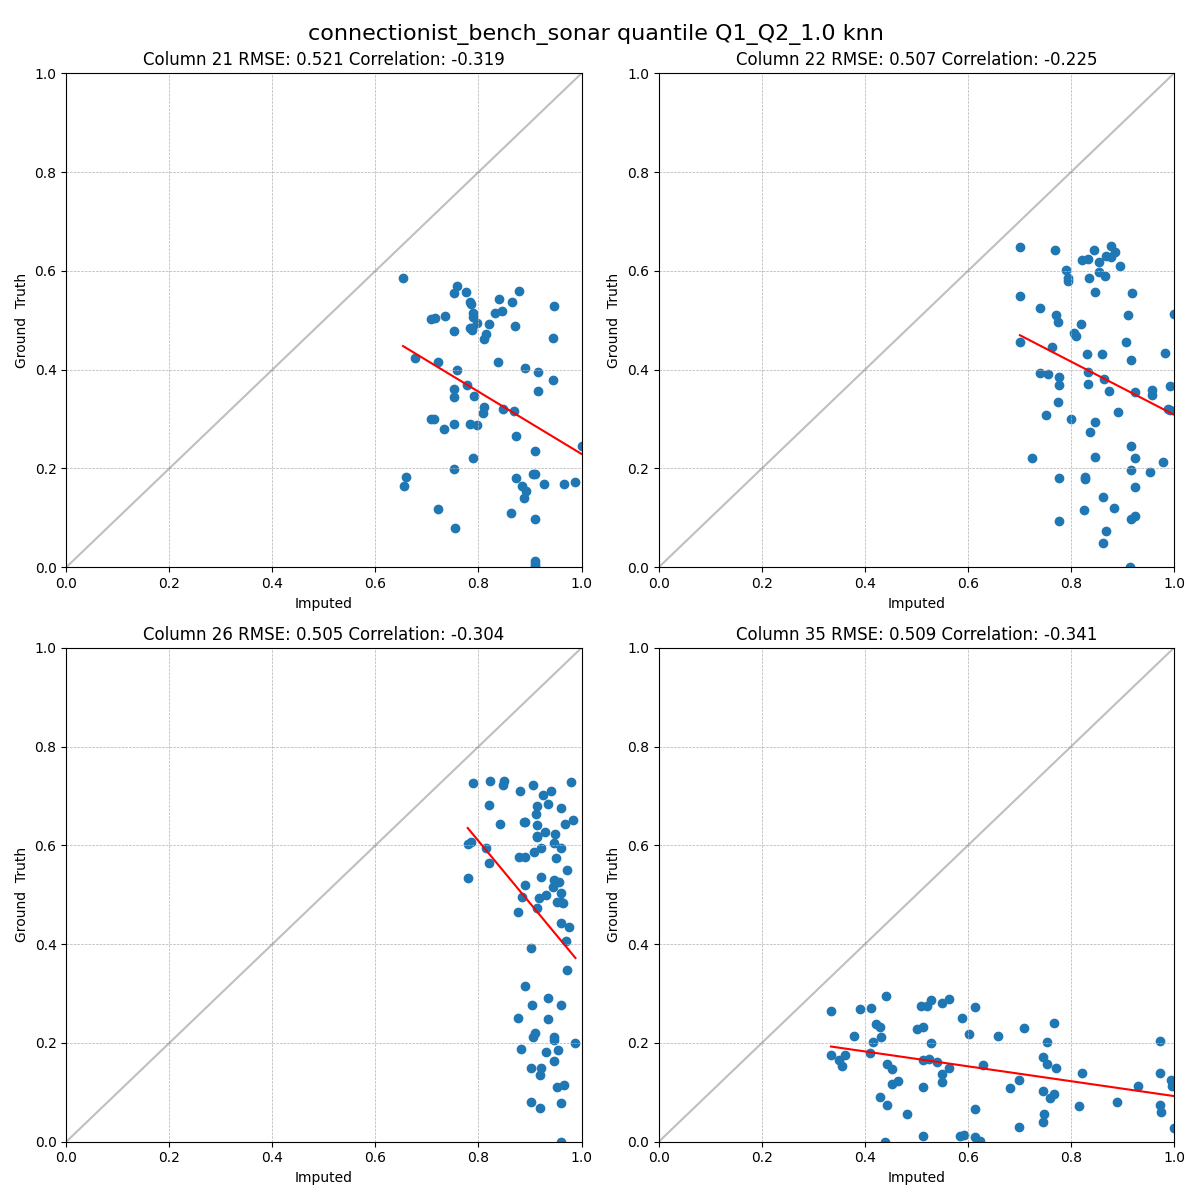 connectionist_bench_sonar quantile Q1_Q2_1.0 knn
Column 21 RMSE: 0.521 Correlation: -0.319
1.0
0.8
0.6
0.4
0.2
0.0
Ground Truth
0.0 0.2 0.4 0.6 0.8 1.0
Imputed
Column 22 RMSE: 0.507 Correlation: -0.225
1.0
0.8
0.6
0.4
0.2
0.0
Ground Truth
0.0 0.2 0.4 0.6 0.8 1.0
Imputed
Column 26 RMSE: 0.505 Correlation: -0.304
1.0
0.8
0.6
0.4
0.2
0.0
Ground Truth
0.0 0.2 0.4 0.6 0.8 1.0
Imputed
Column 35 RMSE: 0.509 Correlation: -0.341
1.0
0.8
0.6
0.4
0.2
0.0
Ground Truth
0.0 0.2 0.4 0.6 0.8 1.0
Imputed